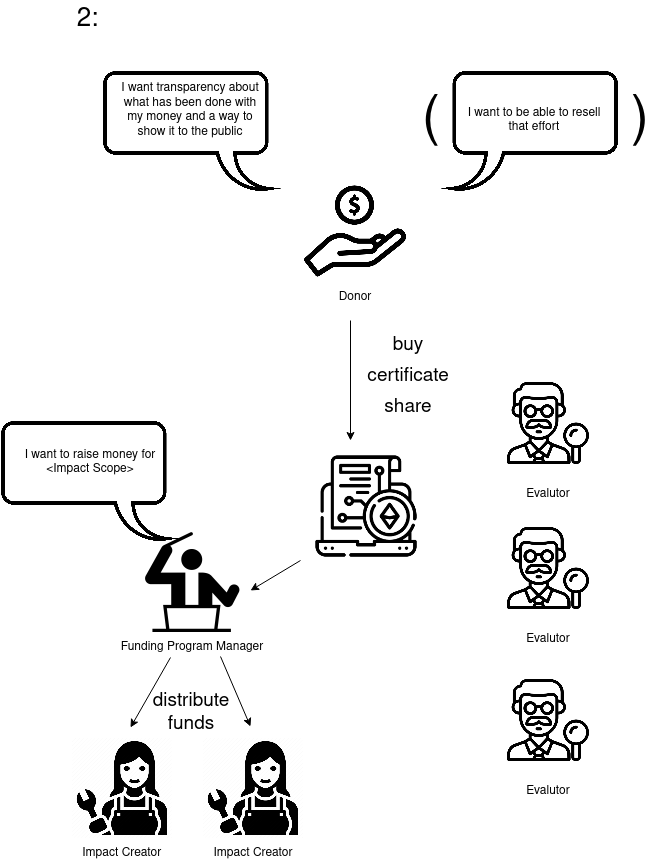 2:
I want transparency about
what has been done with
my money and a way to
show it to the public
( I want to be able to resell
that effort )
$
Donor
buy
certificate
share
I want to raise money for
<Impact Scope>
Evalutor
Funding Program Manager
Evalutor
distribute
funds
Evalutor
Impact Creator
Impact Creator